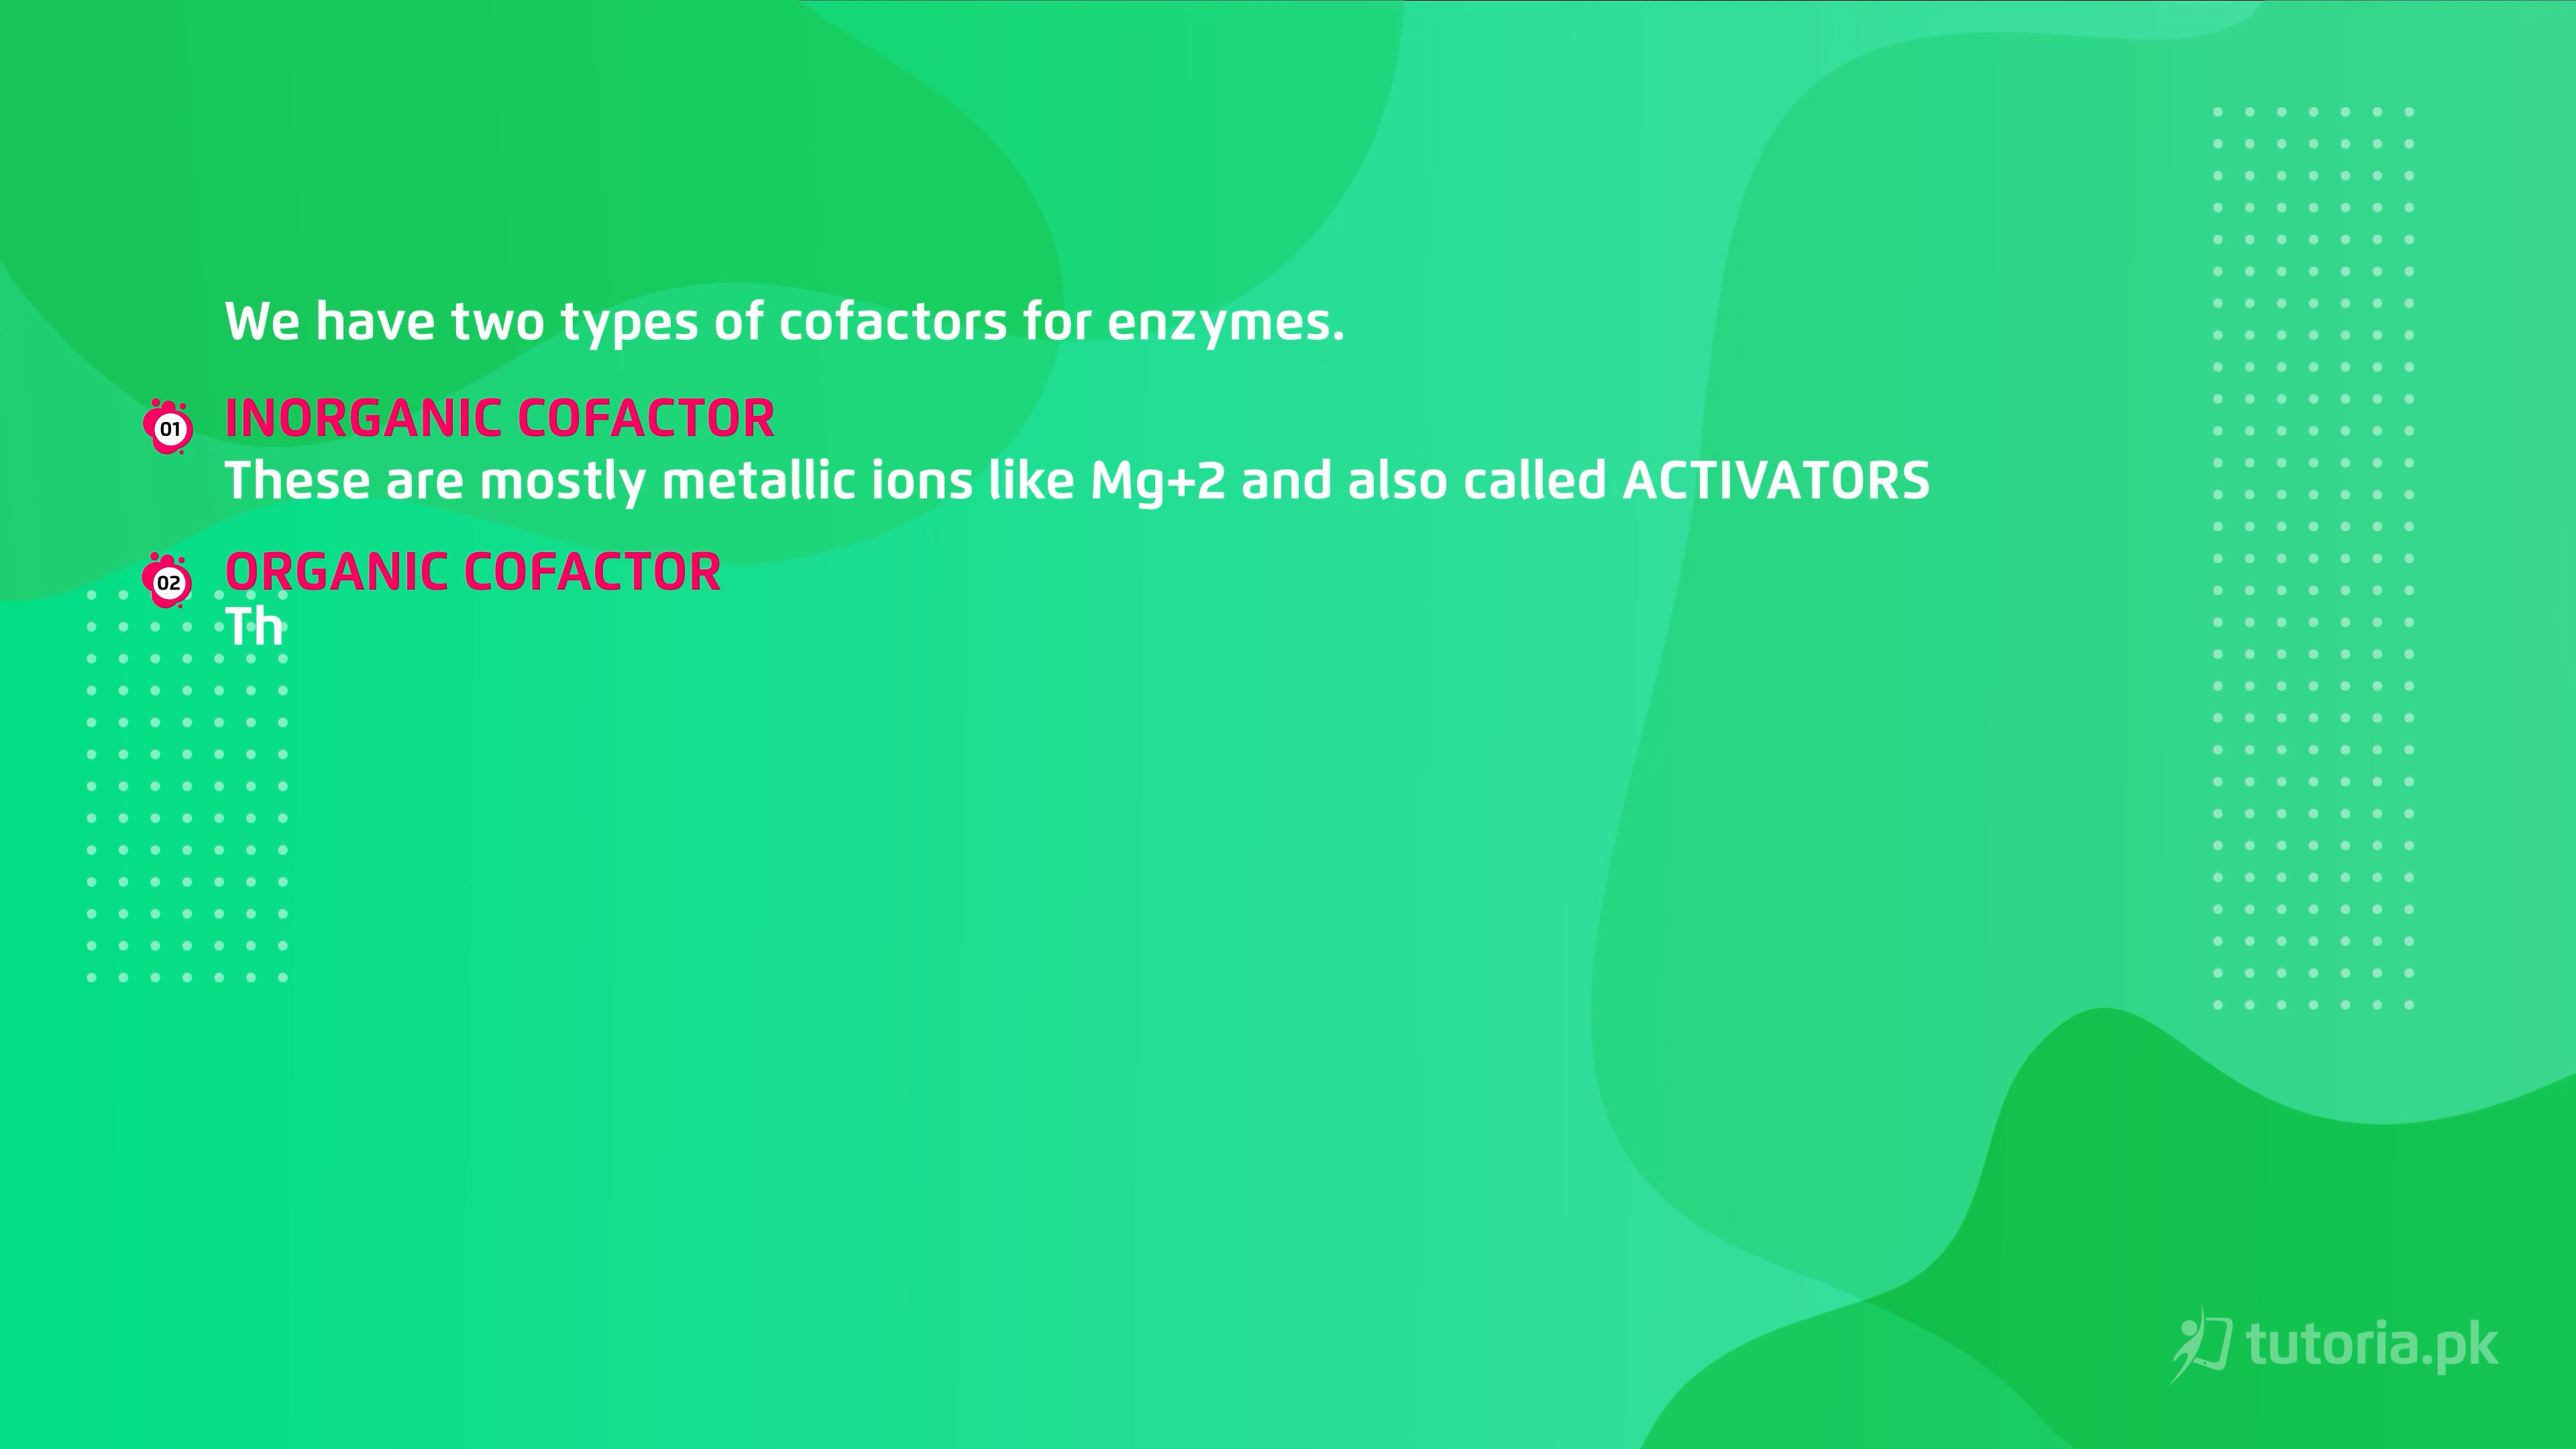 We have two types of cofactors for enzymes.
01 INORGANIC COFACTOR
These are mostly metallic ions like Mg+2 and also called ACTIVATORS
02 ORGANIC COFACTOR
Th
tutoria.pk